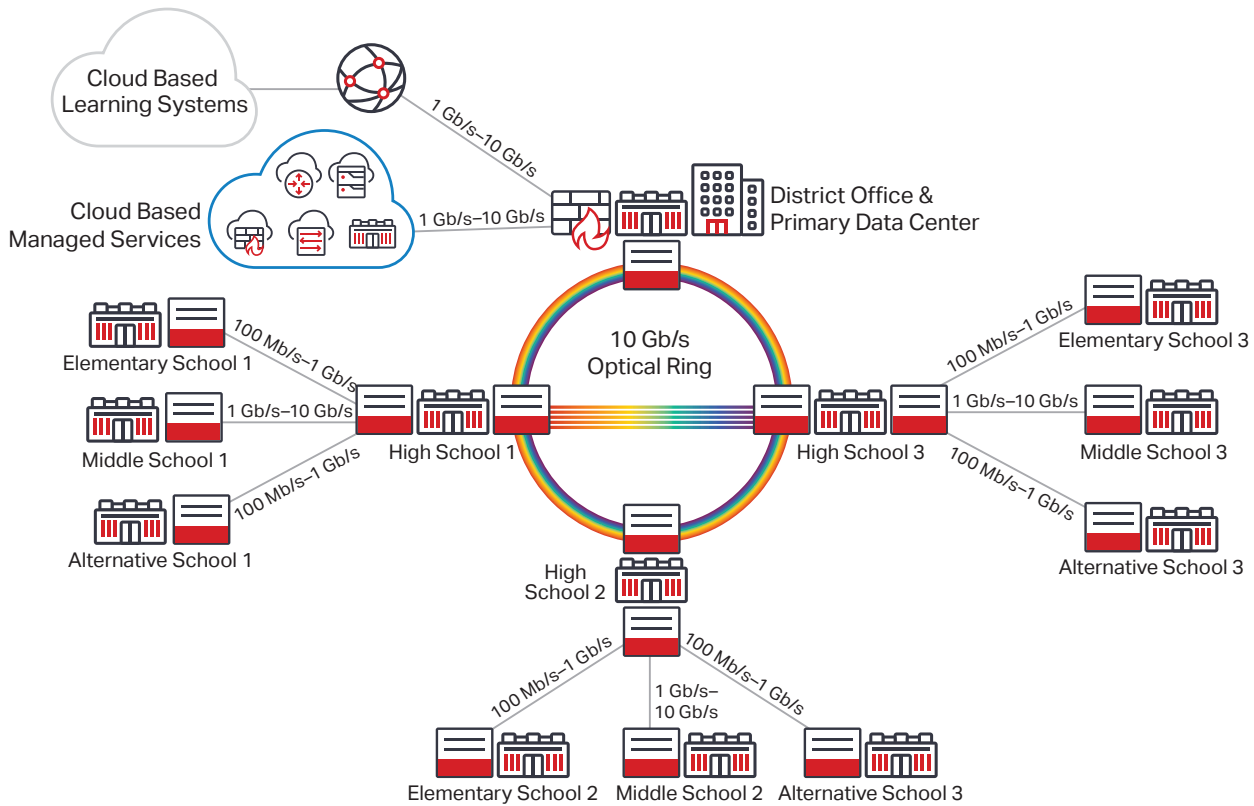 Cloud Based
Learning Systems
1 Gb/s–10 Gb/s
Cloud Based
Managed Services
1 Gb/s–10 Gb/s
District Office &
Primary Data Center
10 Gb/s
Optical Ring
Elementary School 1
100 Mb/s–1 Gb/s
Middle School 1
1 Gb/s–10 Gb/s
Alternative School 1
100 Mb/s–1 Gb/s
High School 1
High School 3
100 Mb/s–1 Gb/s
Elementary School 3
1 Gb/s–10 Gb/s
Middle School 3
100 Mb/s–1 Gb/s
Alternative School 3
High
School 2
100 Mb/s–1 Gb/s
1 Gb/s–
10 Gb/s
100 Mb/s–1 Gb/s
Elementary School 2
Middle School 2
Alternative School 3